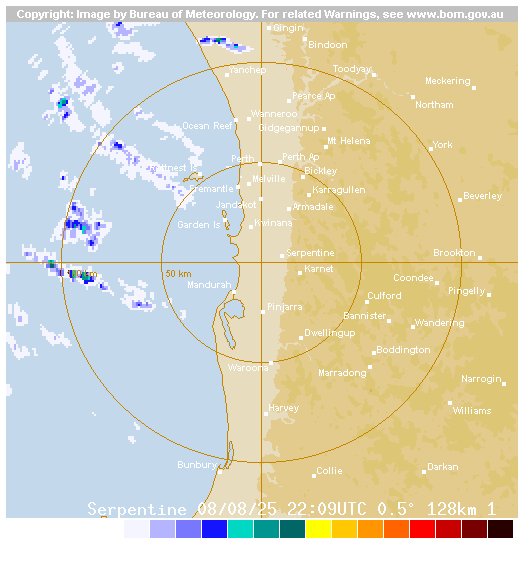 Copyright: Image by Bureau of Meteorology. For related Warnings, see www.bom.gov.au
Gingin
Bindoon
Yanchep
Toodyay
Meckering
Pearce Ap
Northam
Wanneroo
Ocean Reef
Gidgegannup
Mt Helena
York
Perth
Perth Ap
Rottnest Is
Bickley
Melville
Fremantle
Karragullen
Beverley
Jandakot
Armadale
Garden Is
Kwinana
Serpentine
Brookton
Karnet
50 km
Coondee
Mandurah
Pingelly
Cufford
Pinjarra
Bannister
Wandering
Dwellingup
Boddington
Waroona
Marradong
Narrogin
Harvey
Williams
Bunbury
Collie
Darkan
Serpentine 08/08/25 22:09UTC 0.5° 128km 1